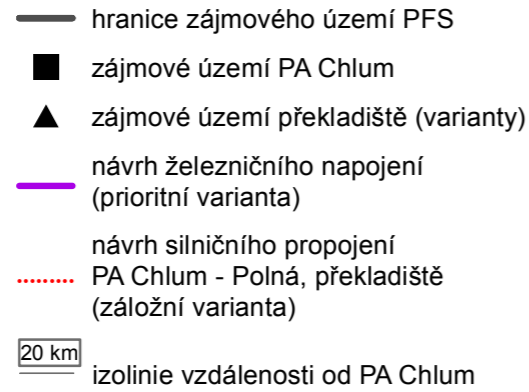 hranice zájmového území PFS
zájmové území PA Chlum
zájmové území překladiště (varianty)
návrh železničního napojení
(prioritní varianta)
návrh silničního propojení
PA Chlum - Polná, překladiště
(záložní varianta)
20 km
izolinie vzdálenosti od PA Chlum